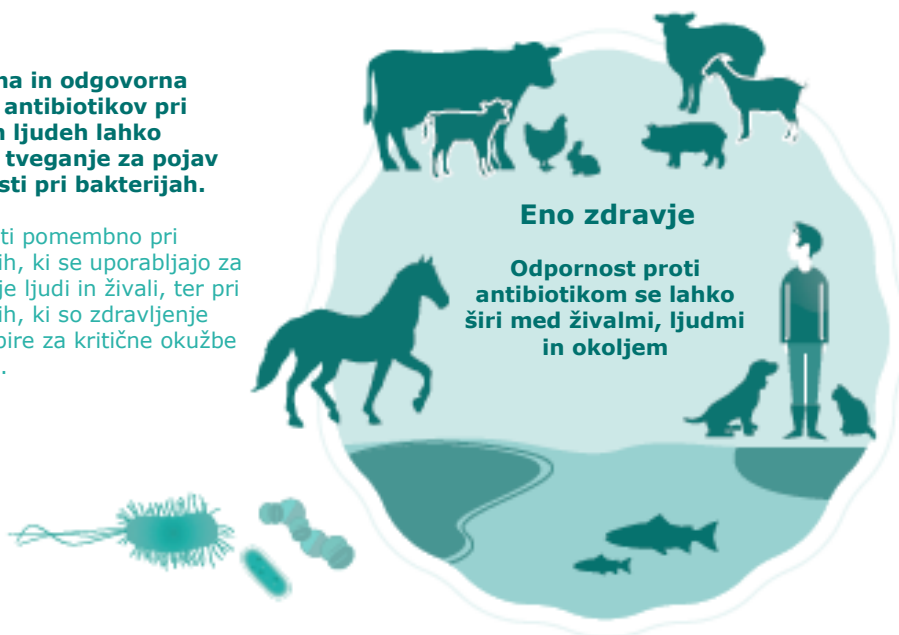 na in odgovorna
antibiotikov pri
ljudeh lahko
tveganje za pojav
sti pri bakterijah.
ti pomembno pri
ih, ki se uporabljajo za
je ljudi in živali, ter pri
ih, ki so zdravljenje
bire za kritične okužbe
.
Eno zdravje
Odpornost proti
antibiotikom se lahko
širi med živalmi, ljudmi
in okoljem